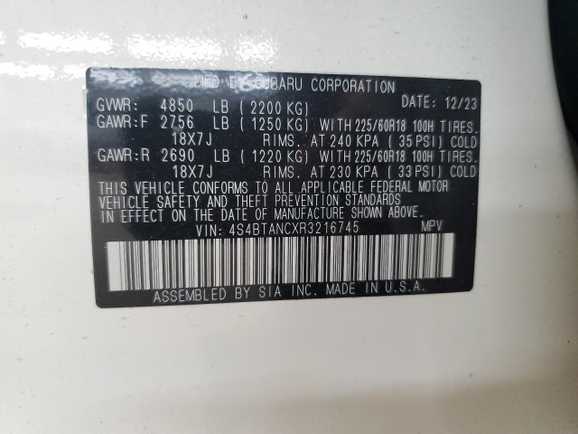 MFD BY SUBARU CORPORATION
GVWR: 4850 LB (2200 KG) DATE: 12/23
GAWR:F 2756 LB (1250 KG) WITH 225/60R18 100H TIRES.
18X7J RIMS. AT 240 KPA (35 PSI) COLD
GAWR:R 2690 LB (1220 KG) WITH 225/60R18 100H TIRES.
18X7J RIMS. AT 230 KPA (33 PSI) COLD
THIS VEHICLE CONFORMS TO ALL APPLICABLE FEDERAL MOTOR
VEHICLE SAFETY AND THEFT PREVENTION STANDARDS
IN EFFECT ON THE DATE OF MANUFACTURE SHOWN ABOVE.
VIN: 4S4BTANCXR3216745 MPV
ASSEMBLED BY SIA INC. MADE IN U.S.A.